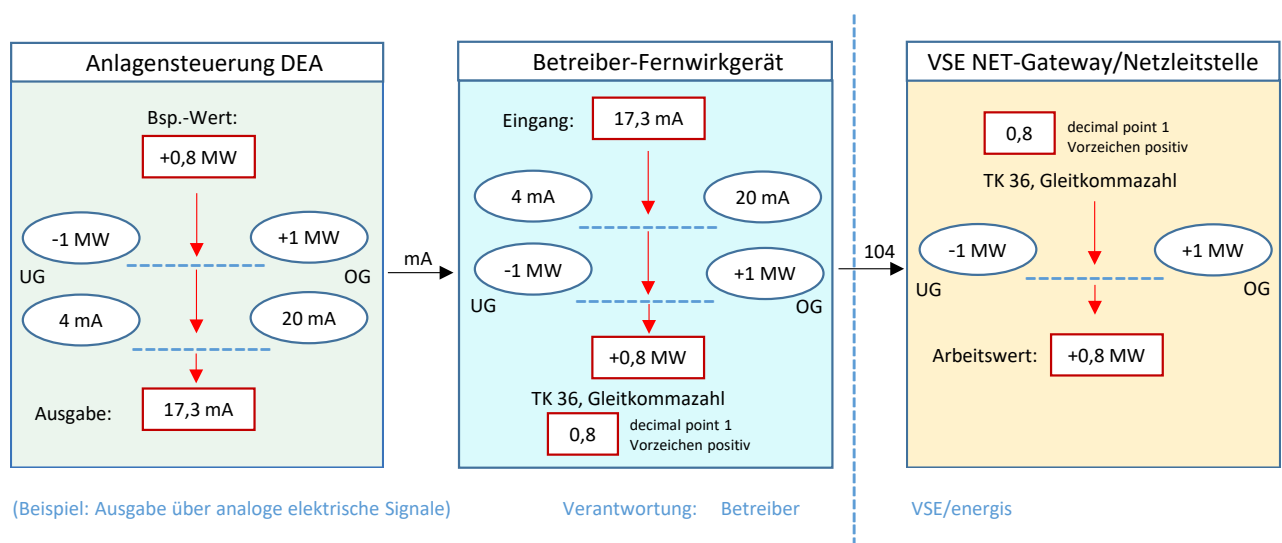 Anlagensteuerung DEA
Bsp.-Wert:
+0,8 MW
-1 MW
+1 MW
UG
OG
4 mA
20 mA
Ausgabe:
17,3 mA
mA
Betreiber-Fernwirkgerät
Eingang:
17,3 mA
4 mA
20 mA
-1 MW
+1 MW
UG
OG
+0,8 MW
TK 36, Gleitkommazahl
0,8
decimal point 1
Vorzeichen positiv
104
VSE NET-Gateway/Netzleitstelle
0,8
decimal point 1
Vorzeichen positiv
TK 36, Gleitkommazahl
-1 MW
+1 MW
UG
OG
Arbeitswert:
+0,8 MW
(Beispiel: Ausgabe über analoge elektrische Signale)
Verantwortung: Betreiber
VSE/energis